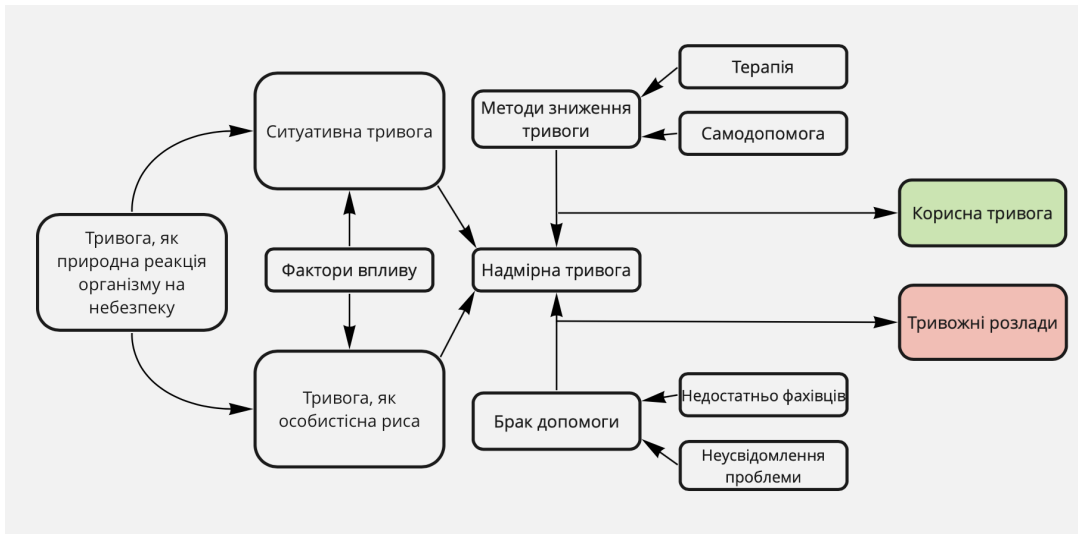 Тривога, як
природна реакція
організму на
небезпеку
Ситуативна тривога
Фактори впливу
Тривога, як
особистісна риса
Методи зниження
тривоги
Терапія
Самодопомога
Надмірна тривога
Брак допомоги
Недостатньо фахівців
Неусвідомлення
проблеми
Корисна тривога
Тривожні розлади